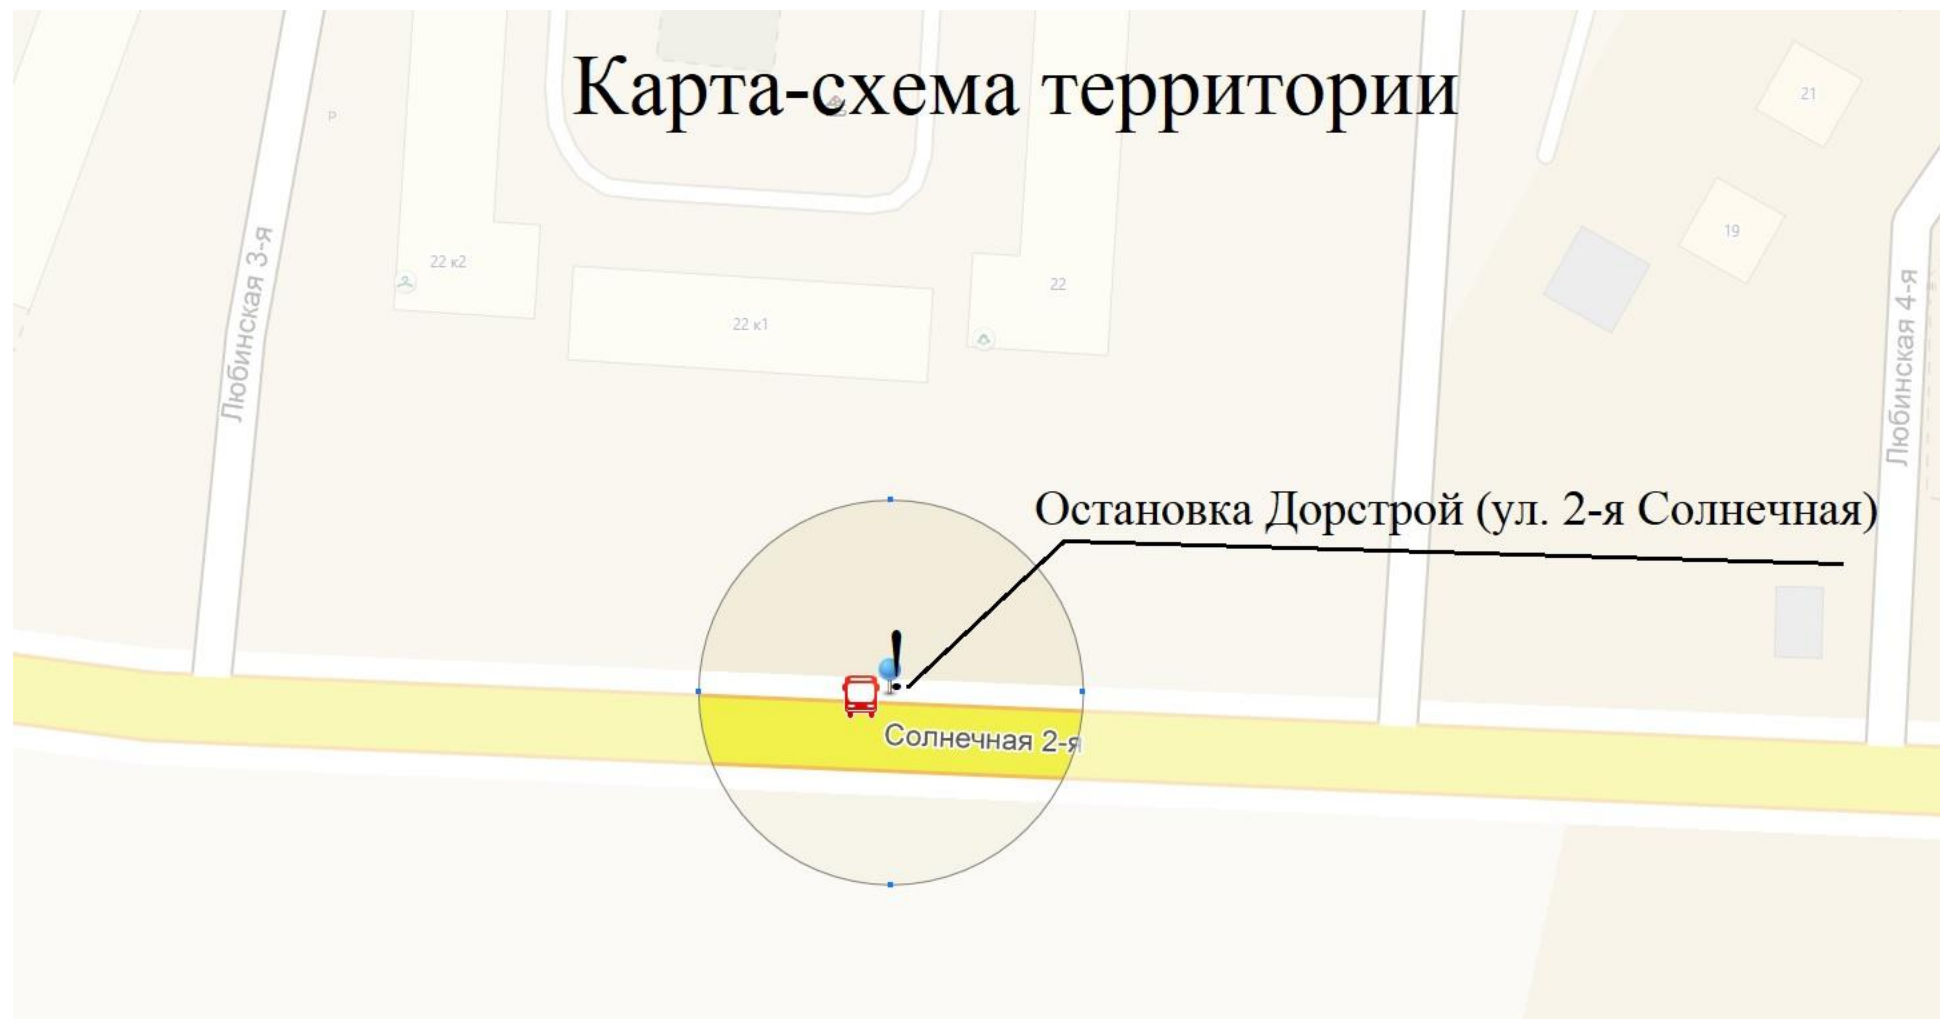 Карта-схема территории
P
21
19
22 к2
22
22 к1
Любинская 3-я
Любинская 4-я
Остановка Дорстрой (ул. 2-я Солнечная)
!
Солнечная 2-я